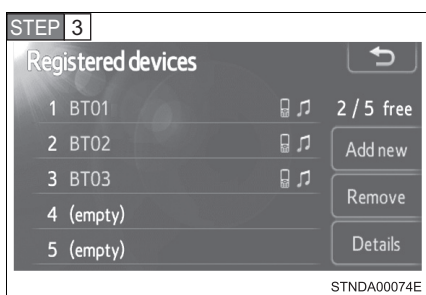 STEP 3
Registered devices
1 BT01
2 / 5 free
2 BT02
Add new
3 BT03
Remove
4 (empty)
5 (empty)
Details
STNDA00074E